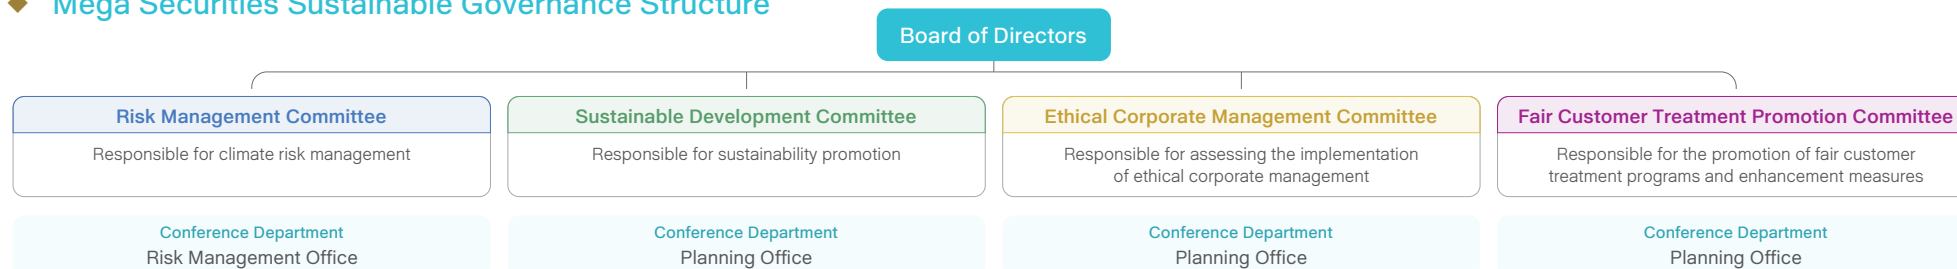 Mega Securities Sustainable Governance Structure
Board of Directors
Risk Management Committee
Responsible for climate risk management
Conference Department
Risk Management Office
Sustainable Development Committee
Responsible for sustainability promotion
Conference Department
Planning Office
Ethical Corporate Management Committee
Responsible for assessing the implementation
of ethical corporate management
Conference Department
Planning Office
Fair Customer Treatment Promotion Committee
Responsible for the promotion of fair customer
treatment programs and enhancement measures
Conference Department
Planning Office